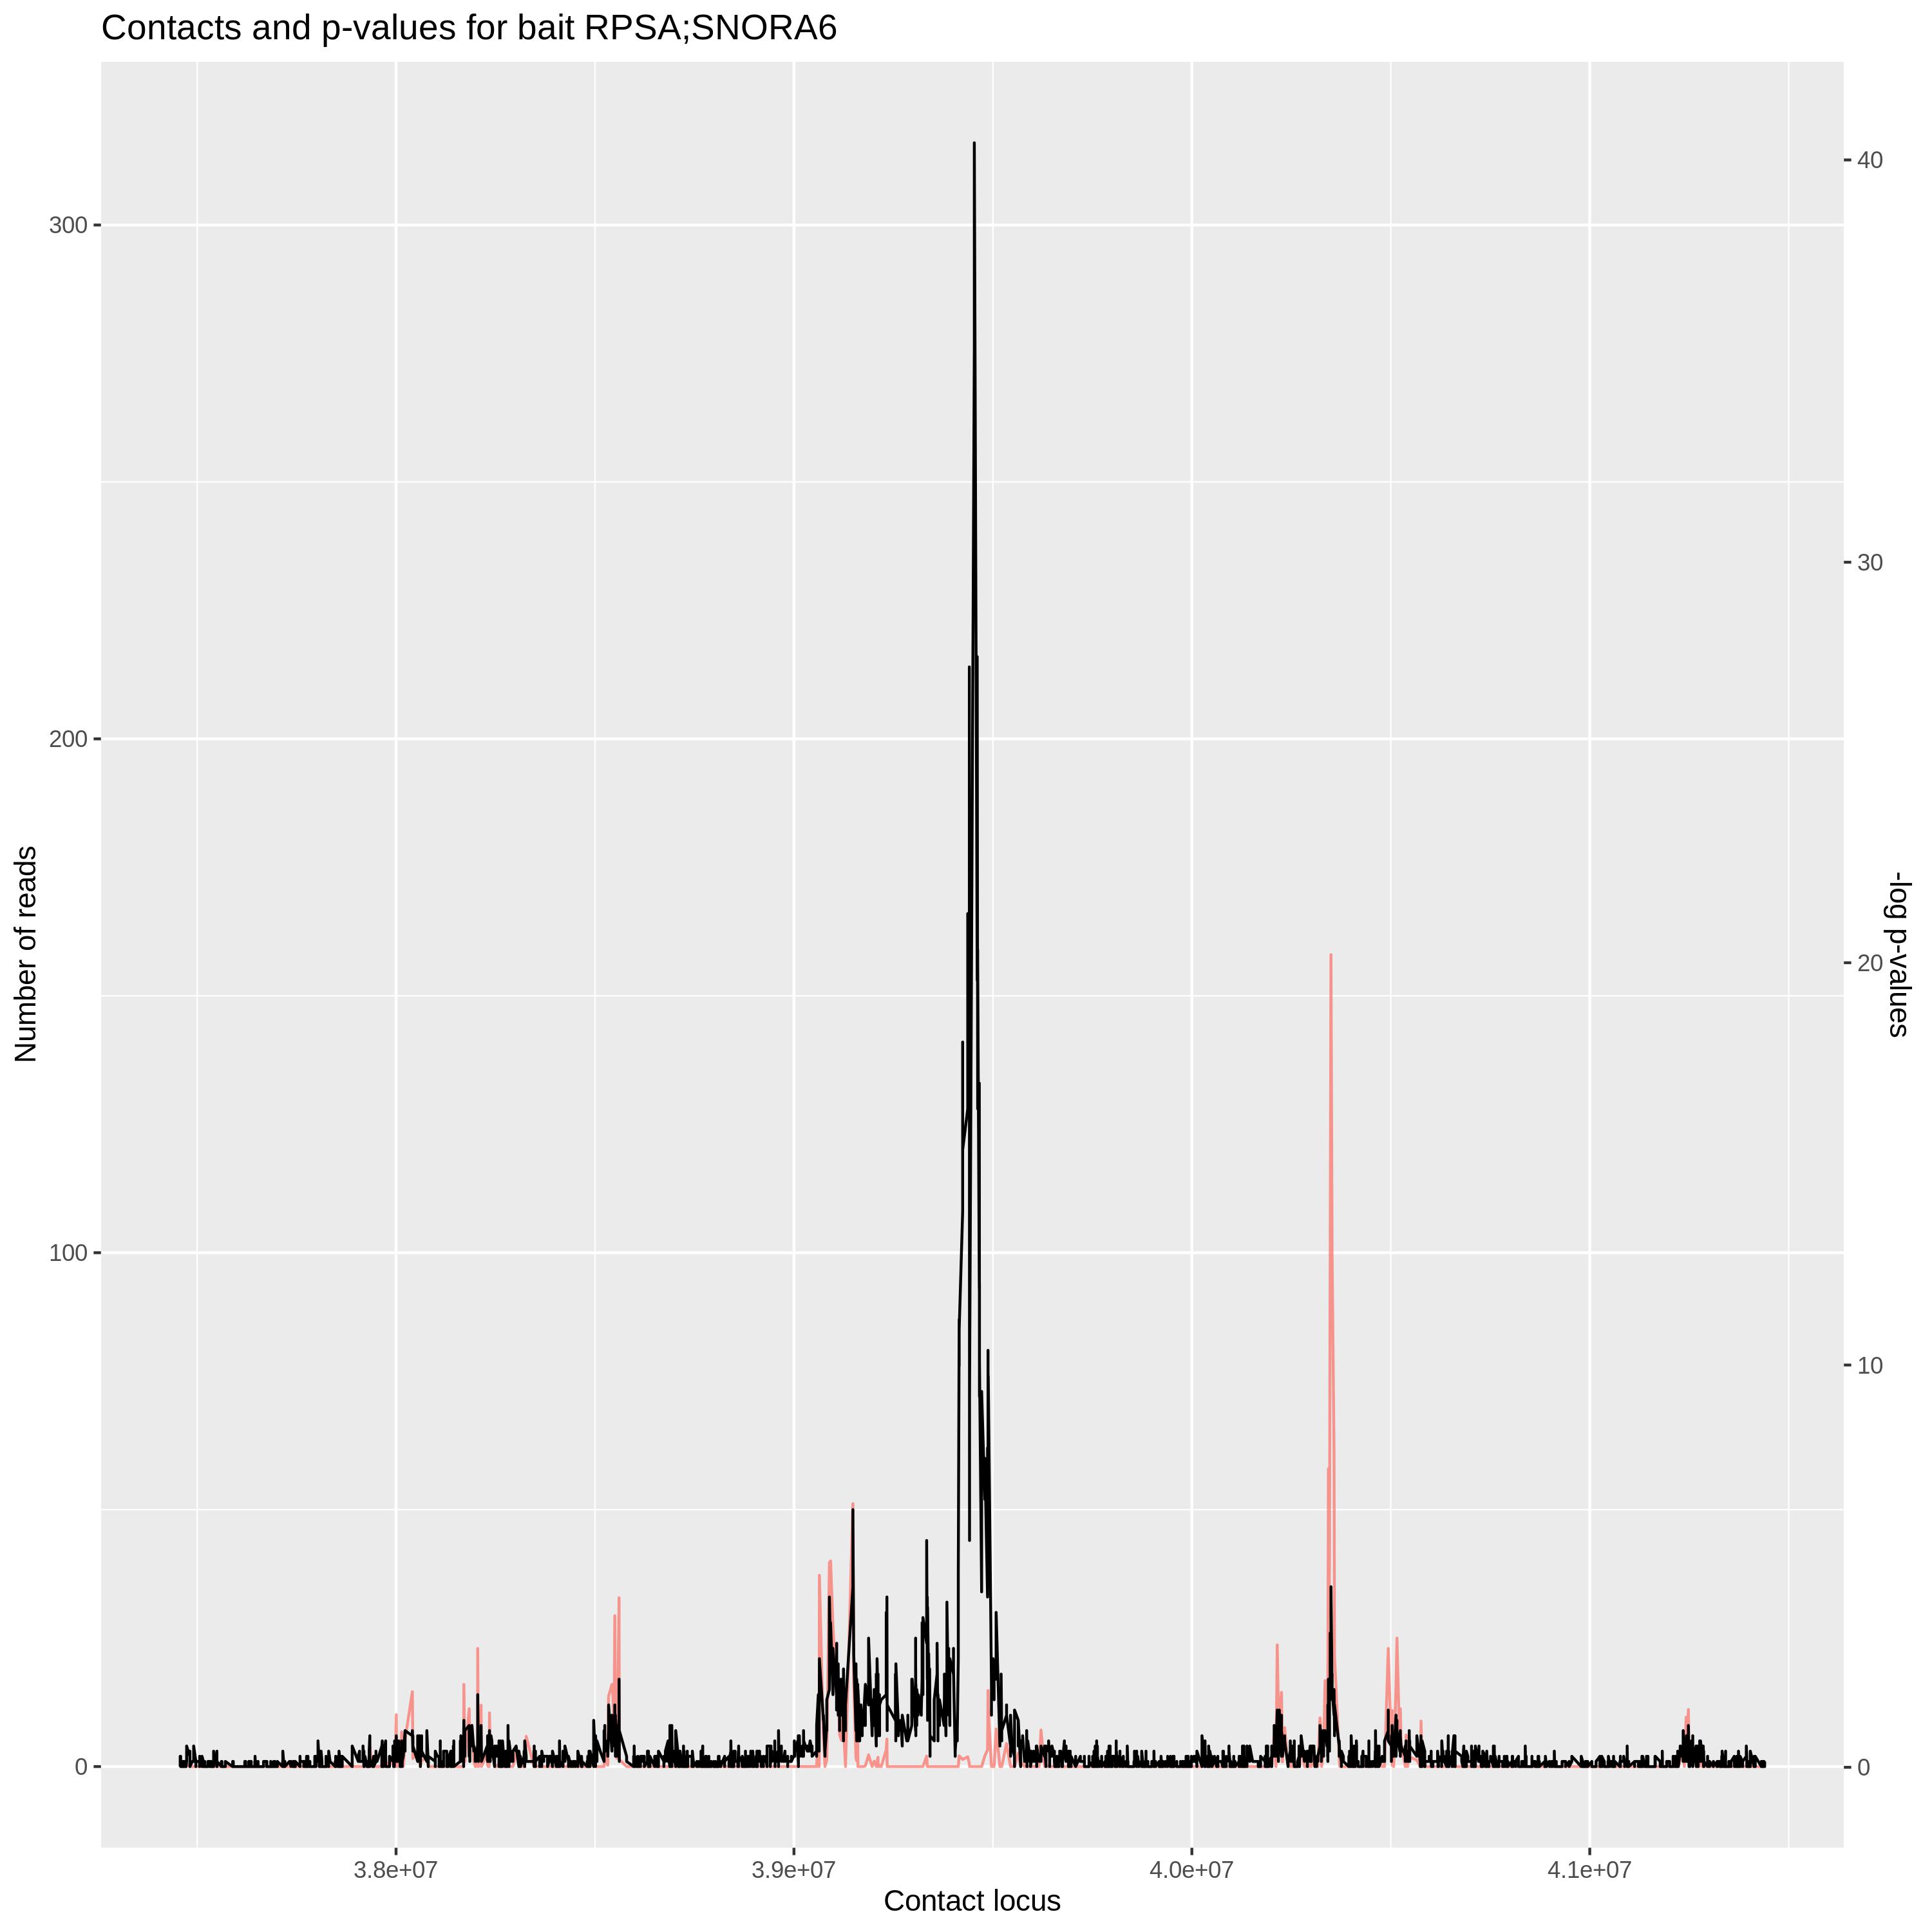 Contacts and p-values for bait RPSA;SNORA6
300
200
100
0
Number of reads
40
30
20
10
0
-log p-values
3.8e+07
3.9e+07
4.0e+07
4.1e+07
Contact locus